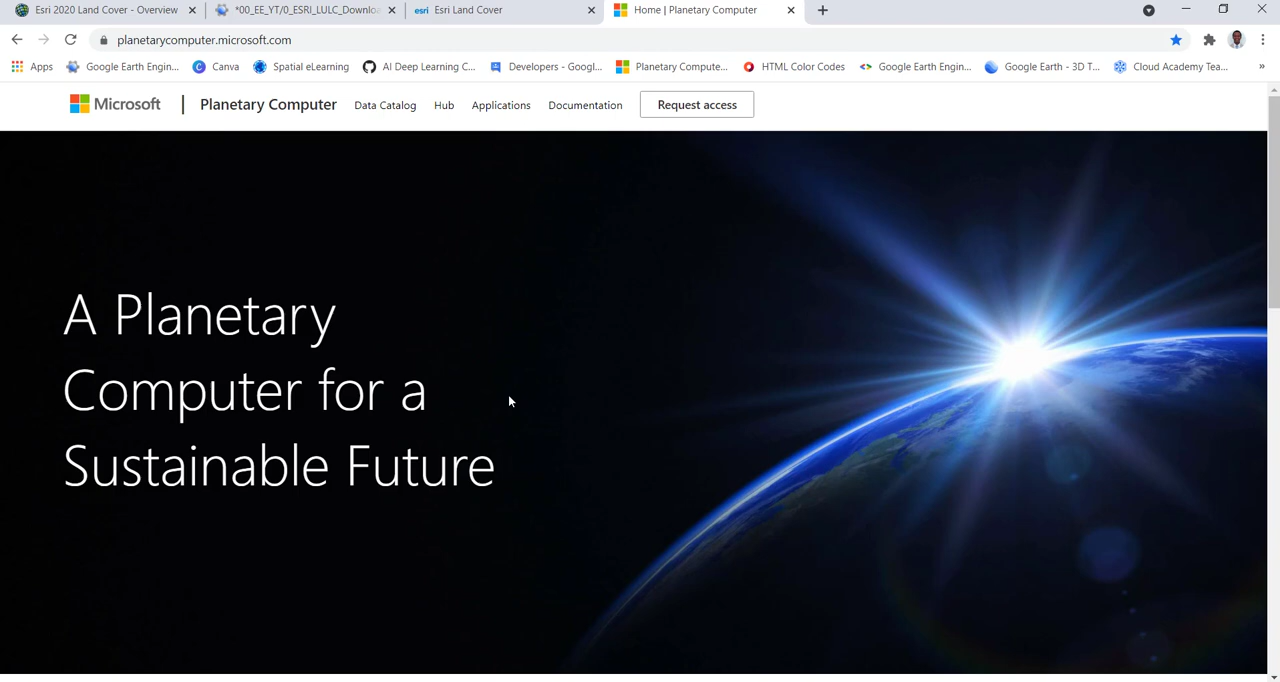 Esri 2020 Land Cover - Overview
*00_EE_YT/0_ESRI_LULC_Downloa
esri Esri Land Cover
Home | Planetary Computer
planetarycomputer.microsoft.com
Apps
Google Earth Engin...
Canva
Spatial eLearning
AI Deep Learning C...
Developers - Googl...
Planetary Compute...
HTML Color Codes
Google Earth Engin...
Google Earth - 3D T...
Cloud Academy Tea...
»
Microsoft | Planetary Computer Data Catalog Hub Applications Documentation Request access
A Planetary
Computer for a
Sustainable Future